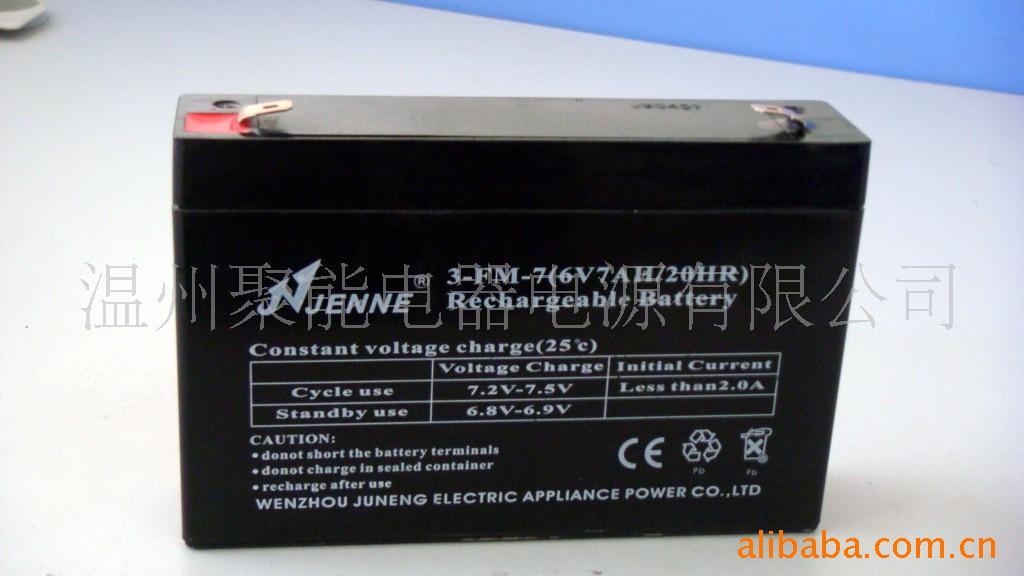 JENNE®
3-FM-7(6V7AH/20HR)
Rechargeable Battery
温州聚能电器电源有限公司
Constant voltage charge(25℃)
Voltage Charge Initial Current
Cycle use 7.2V-7.5V Less than2.0A
Standby use 6.8V-6.9V
CAUTION:
• donot short the battery terminals
• donot charge in sealed container
• recharge after use
CE
Pb
Pb
WENZHOU JUNENG ELECTRIC APPLIANCE POWER CO.,LTD
alibaba.com.cn